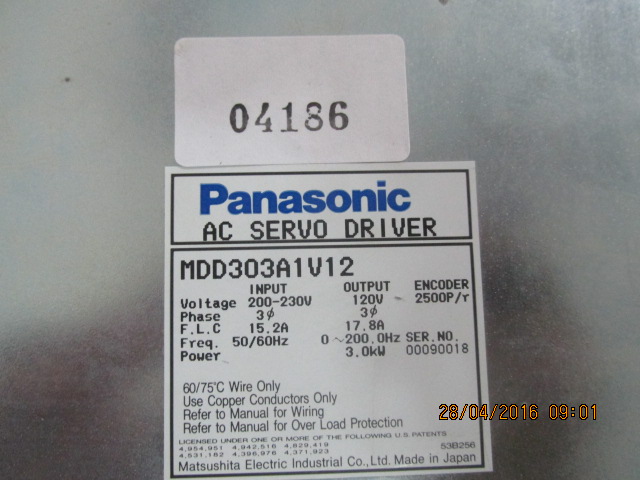 04186
Panasonic
AC SERVO DRIVER
MDD303A1V12
INPUT OUTPUT ENCODER
Voltage 200-230V 120V 2500P/r
Phase 3ϕ 3ϕ
F.L.C 15.2A 17.8A
Freq. 50/60Hz 0~200.0Hz SER.NO.
Power 3.0kW 00090018
60/75°C Wire Only
Use Copper Conductors Only
Refer to Manual for Wiring
Refer to Manual for Over Load Protection
LICENSED UNDER ONE OR MORE OF THE FOLLOWING U.S. PATENTS
4,954,951 4,942,516 4,829,419
4,531,182 4,396,976 4,371,923 53B256
Matsushita Electric Industrial Co.,Ltd. Made in Japan
28/04/2016 09:01